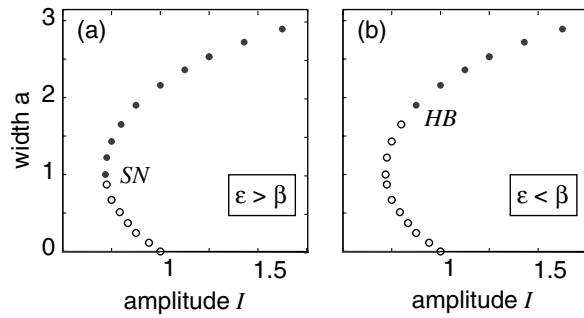 (a)
(b)
width a
3
2
1
0
SN
ε > β
HB
ε < β
1
1.5
1
1.5
amplitude I
amplitude I